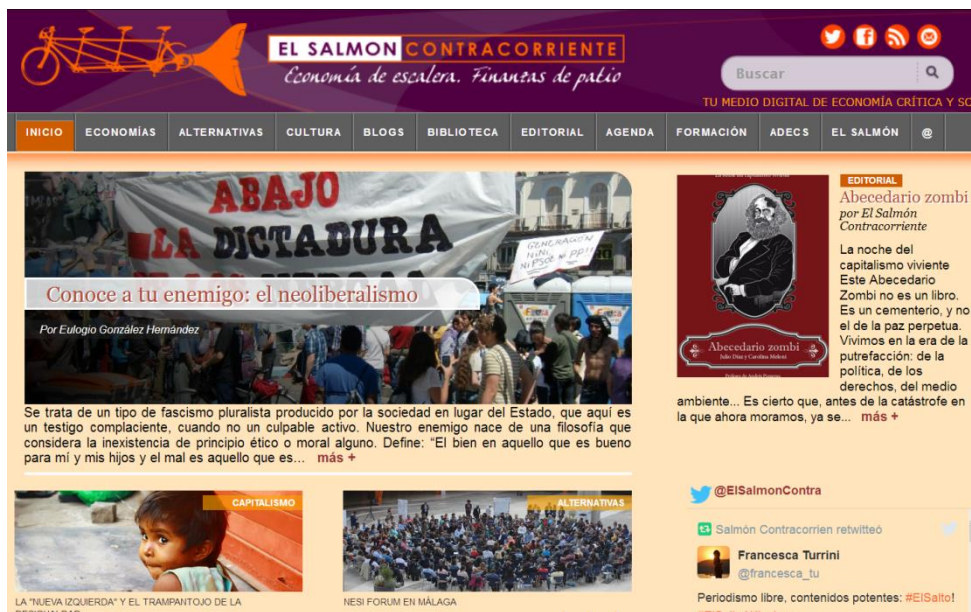 EL SALMON CONTRACORRIENTE
Economía de escalera. Finanzas de patio
Buscar
TU MEDIO DIGITAL DE ECONOMÍA CRÍTICA Y SO
INICIO ECONOMÍAS ALTERNATIVAS CULTURA BLOGS BIBLIOTECA EDITORIAL AGENDA FORMACIÓN ADECS EL SALMÓN @
ABAJO
LA DICTADURA
GENERACIÓN
NINI
NI PSOE NI PP!!
Conoce a tu enemigo: el neoliberalismo
Por Eulogio González Hernández
Se trata de un tipo de fascismo pluralista producido por la sociedad en lugar del Estado, que aquí es
un testigo complaciente, cuando no un culpable activo. Nuestro enemigo nace de una filosofía que
considera la inexistencia de principio ético o moral alguno. Define: “El bien en aquello que es bueno
para mí y mis hijos y el mal es aquello que es... más +
Abecedario zombi
Julio Díaz y Carolina Meloni
EDITORIAL
Abecedario zombi
por El Salmón
Contracorriente
La noche del
capitalismo viviente
Este Abecedario
Zombi no es un libro.
Es un cementerio, y no
el de la paz perpetua.
Vivimos en la era de la
putrefacción: de la
política, de los
derechos, del medio
ambiente... Es cierto que, antes de la catástrofe en
la que ahora moramos, ya se... más +
CAPITALISMO
LA "NUEVA IZQUIERDA" Y EL TRAMPANTOJO DE LA
ALTERNATIVAS
NESI FORUM EN MÁLAGA
@ElSalmonContra
Salmón Contracorrien retwitteó
Francesca Turrini
@francesca_tu
Periodismo libre, contenidos potentes: #ElSalto!